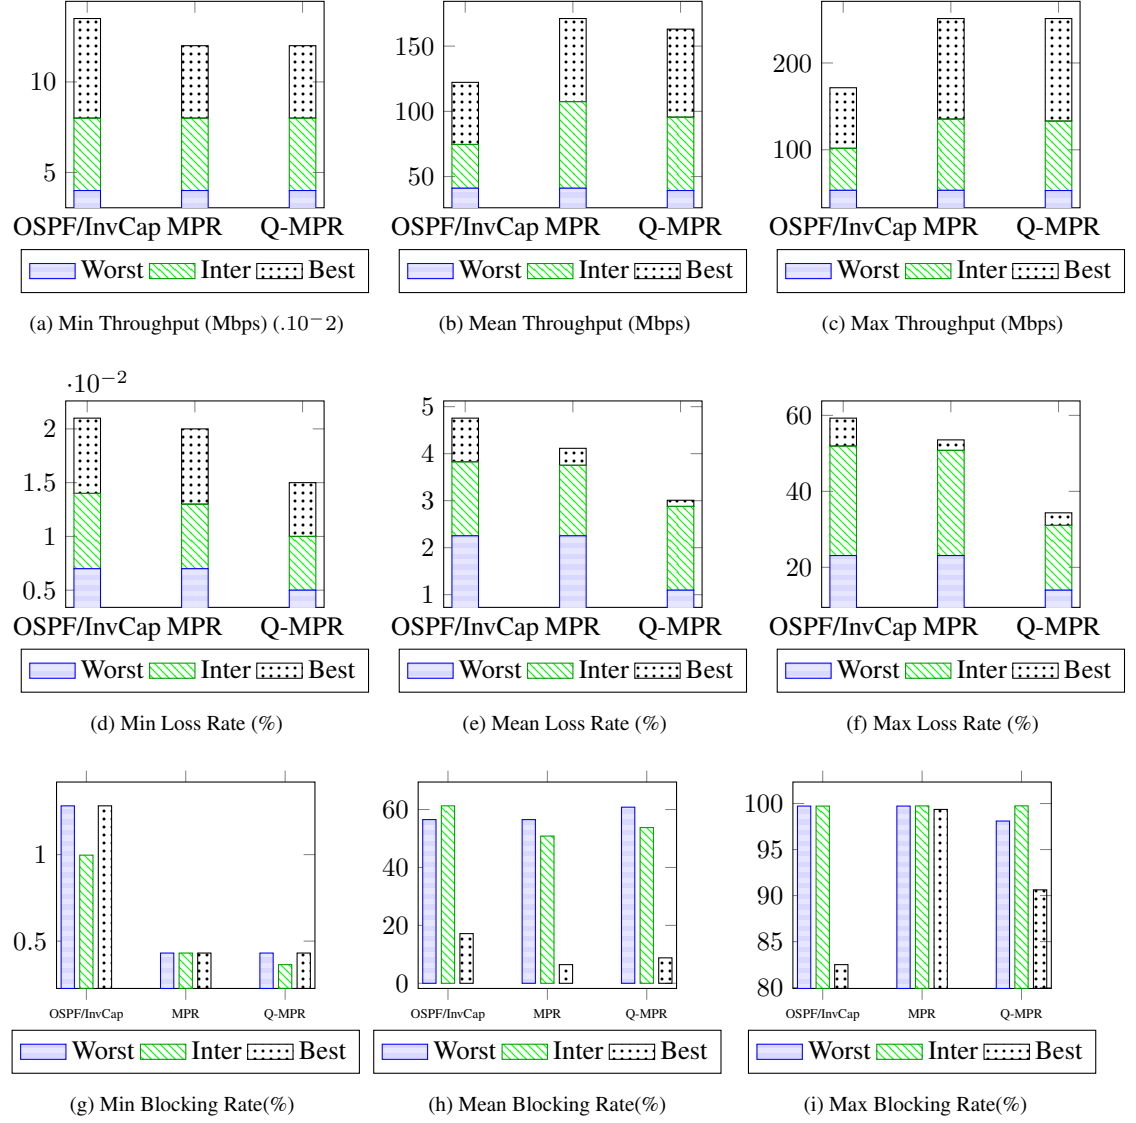 10
5
OSPF/InvCap MPR Q-MPR
Worst Inter Best
(a) Min Throughput (Mbps) (.10−2)
150
100
50
OSPF/InvCap MPR Q-MPR
Worst Inter Best
(b) Mean Throughput (Mbps)
200
100
OSPF/InvCap MPR Q-MPR
Worst Inter Best
(c) Max Throughput (Mbps)
·10−2
2
1.5
1
0.5
OSPF/InvCap MPR Q-MPR
Worst Inter Best
(d) Min Loss Rate (%)
5
4
3
2
1
OSPF/InvCap MPR Q-MPR
Worst Inter Best
(e) Mean Loss Rate (%)
60
40
20
OSPF/InvCap MPR Q-MPR
Worst Inter Best
(f) Max Loss Rate (%)
1
0.5
OSPF/InvCap MPR Q-MPR
Worst Inter Best
(g) Min Blocking Rate(%)
60
40
20
0
OSPF/InvCap MPR Q-MPR
Worst Inter Best
(h) Mean Blocking Rate(%)
100
95
90
85
80
OSPF/InvCap MPR Q-MPR
Worst Inter Best
(i) Max Blocking Rate(%)